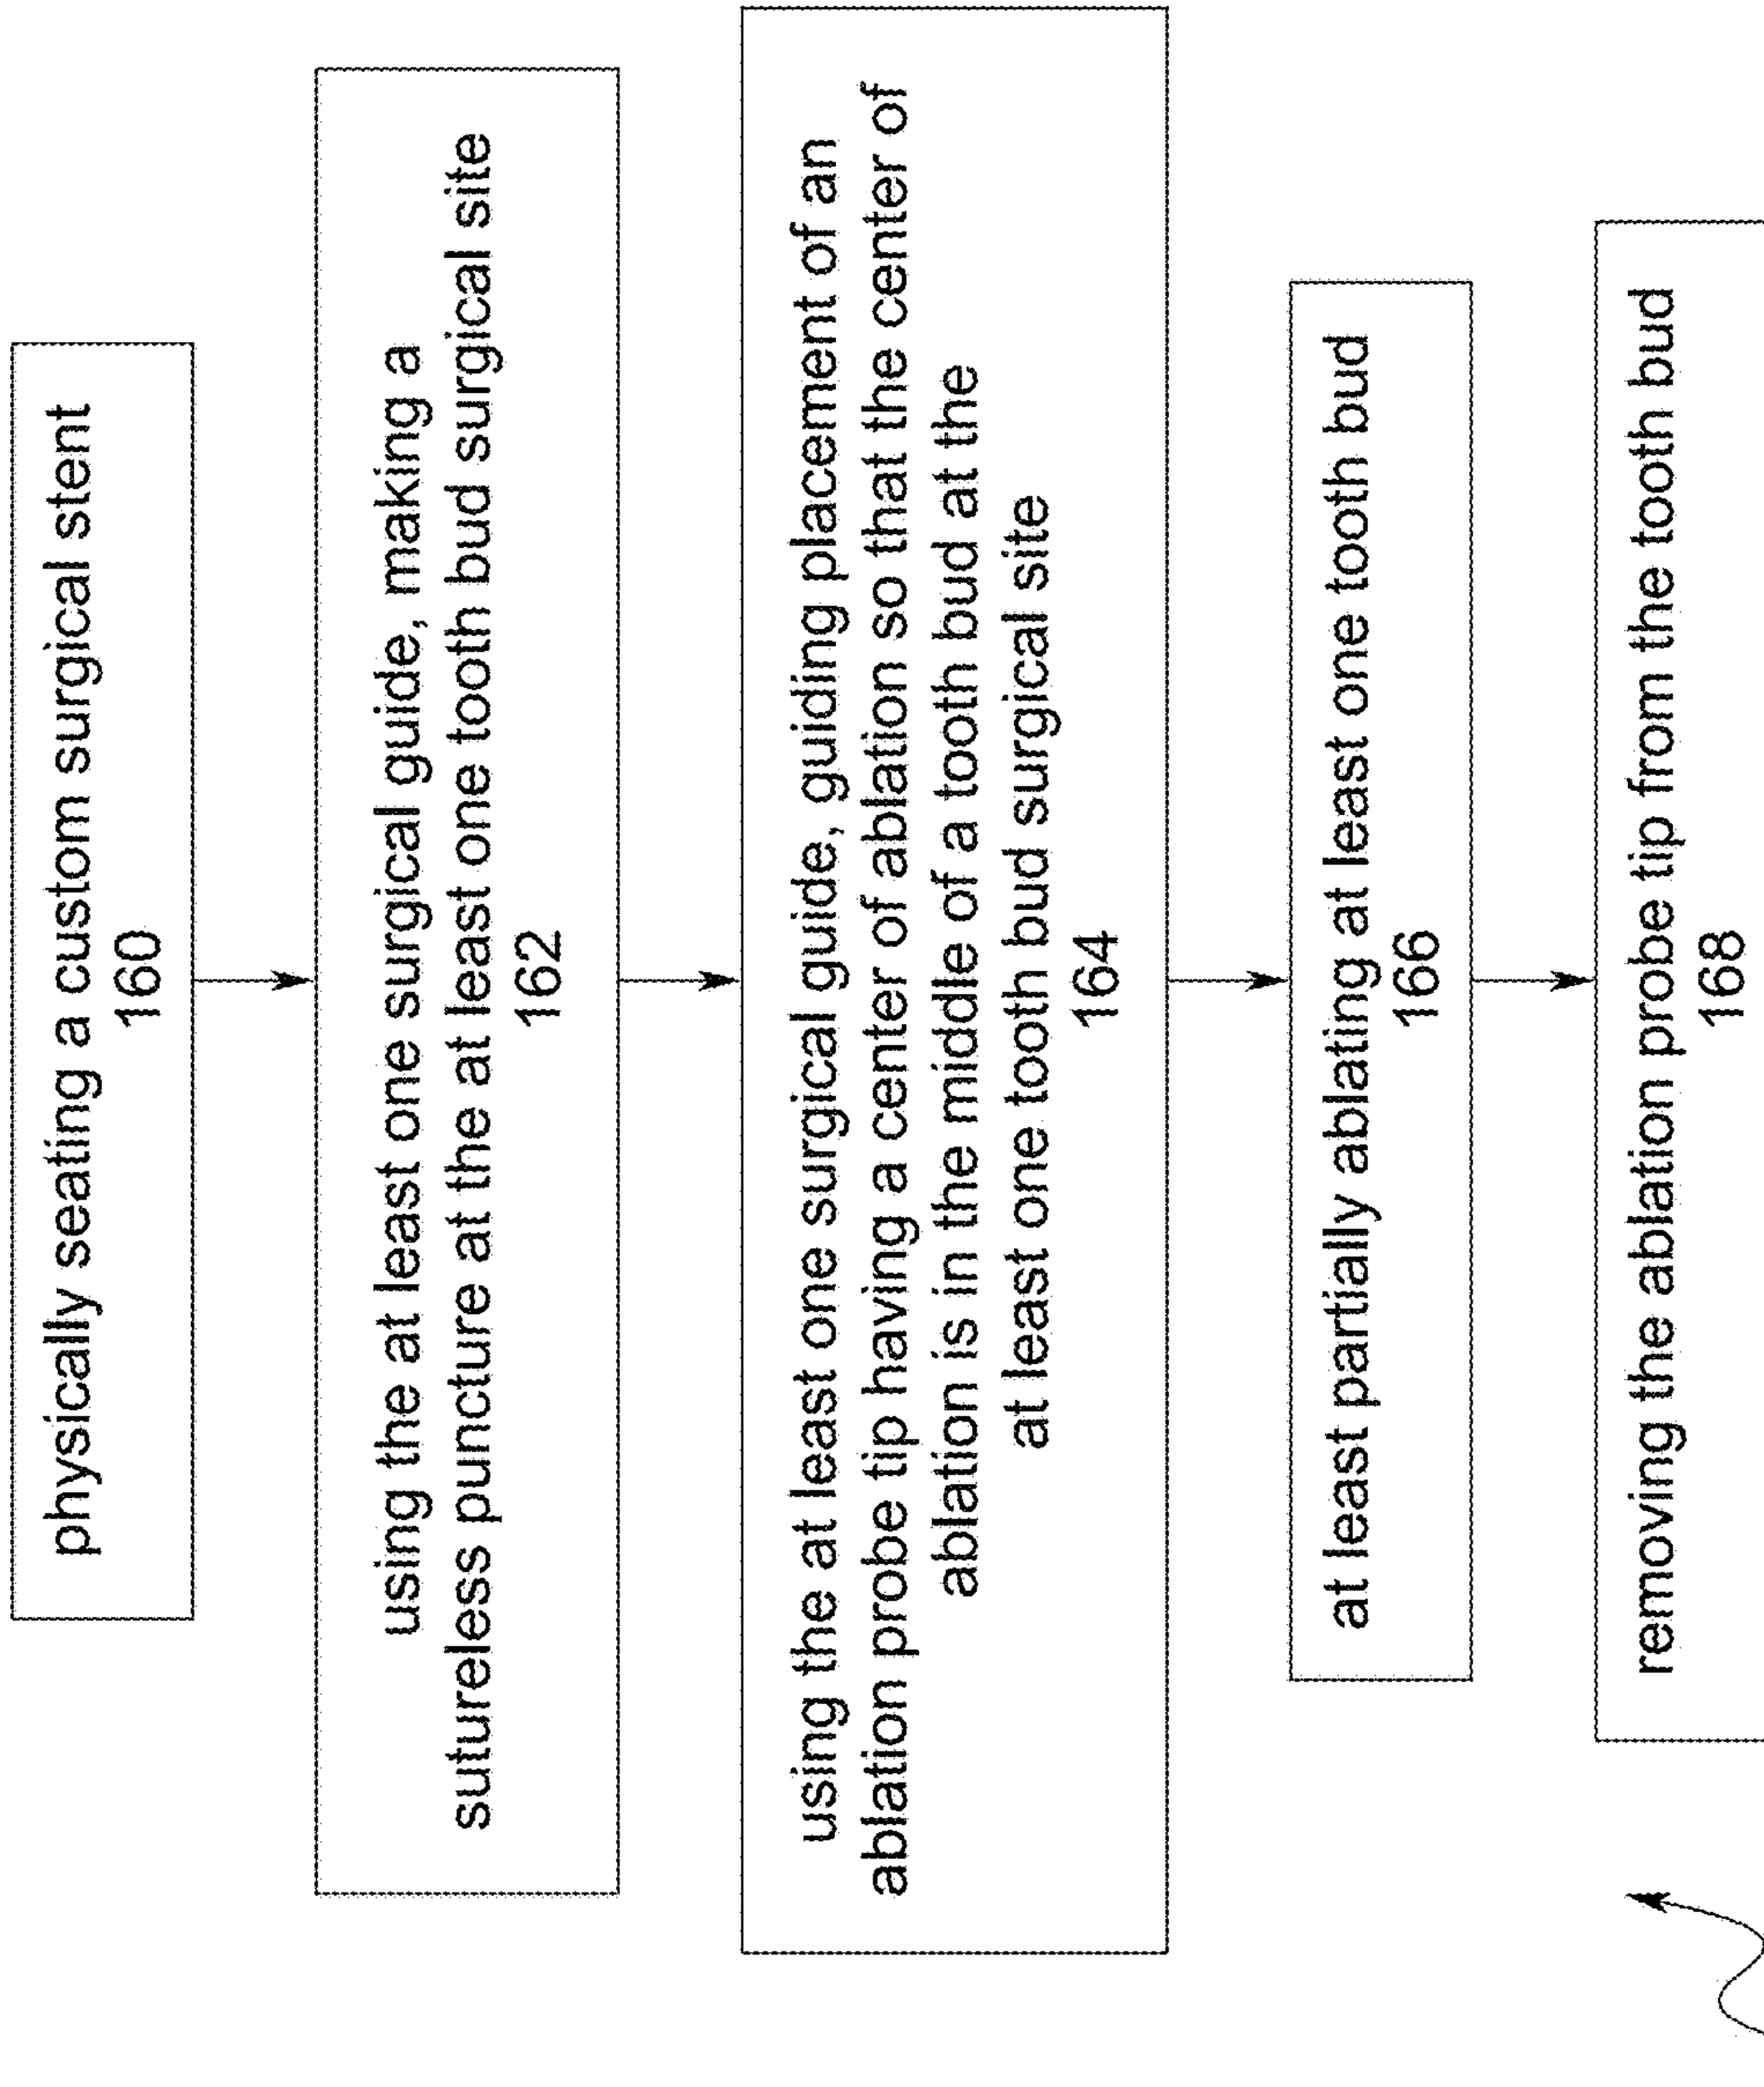 physically seating a custom surgical stent
160
using the at least one surgical guide, making a
sutureless puncture at the at least one tooth bud surgical site
162
using the at least one surgical guide, guiding placement of an
ablation probe tip having a center of ablation so that the center of
ablation is in the middle of a tooth bud at the
at least one tooth bud surgical site
164
at least partially ablating at least one tooth bud
166
removing the ablation probe tip from the tooth bud
168